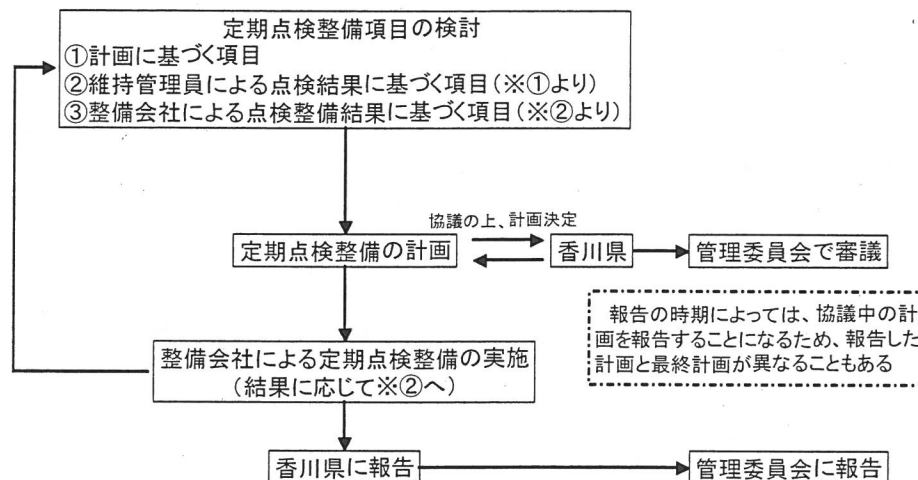 定期点検整備項目の検討
①計画に基づく項目
②維持管理員による点検結果に基づく項目(※①より)
③整備会社による点検整備結果に基づく項目(※②より)
協議の上、計画決定
定期点検整備の計画
香川県
管理委員会で審議
報告の時期によっては、協議中の計
画を報告することになるため、報告した
計画と最終計画が異なることもある
整備会社による定期点検整備の実施
(結果に応じて※②へ)
香川県に報告
管理委員会に報告